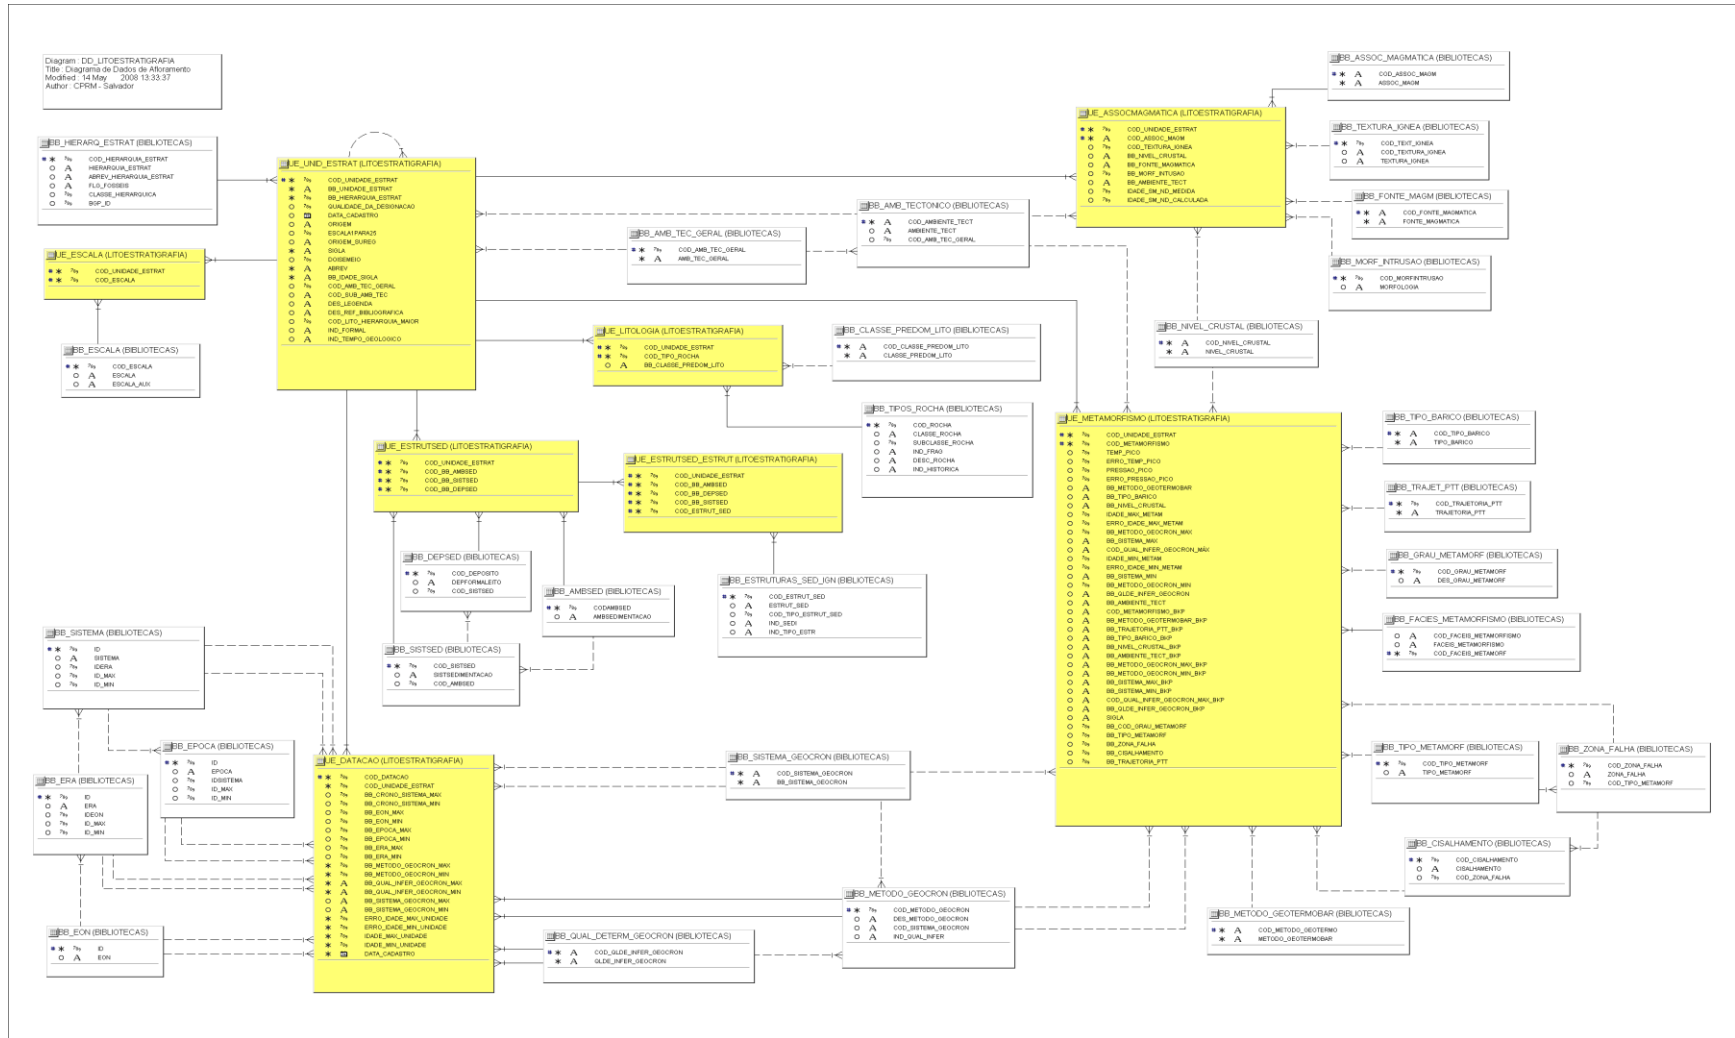 Diagram : DD_LITOESTRATIGRAFIA
Title : Diagrama de Dados de Afloramento
Modified : 14 May 2008 13:33:37
Author : CPRM - Salvador
BB_HIERARQ_ESTRAT (BIBLIOTECAS)
COD_HIERARQUIA_ESTRAT
HIERARQUIA_ESTRAT
ABREV_HIERARQUIA_ESTRAT
FLG_FOSSEIS
CLASSE_HIERARQUICA
BGP_ID
UE_ESCALA (LITOESTRATIGRAFIA)
COD_UNIDADE_ESTRAT
COD_ESCALA
BB_ESCALA (BIBLIOTECAS)
COD_ESCALA
ESCALA
ESCALA_AUX
UE_UNID_ESTRAT (LITOESTRATIGRAFIA)
COD_UNIDADE_ESTRAT
BB_UNIDADE_ESTRAT
BB_HIERARQUIA_ESTRAT
QUALIDADE_DA_DESIGNACAO
DATA_CADASTRO
ORIGEM
ESCALA1PARA25
ORIGEM_SUREG
SIGLA
DOISEMEIO
ABREV
BB_IDADE_SIGLA
COD_AMB_TEC_GERAL
COD_SUB_AMB_TEC
DES_LEGENDA
DES_REF_BIBLIOGRAFICA
COD_LITO_HIERARQUIA_MAIOR
IND_FORMAL
IND_TEMPO_GEOLOGICO
BB_AMB_TEC_GERAL (BIBLIOTECAS)
COD_AMB_TEC_GERAL
AMB_TEC_GERAL
BB_AMB_TECTONICO (BIBLIOTECAS)
COD_AMBIENTE_TECT
AMBIENTE_TECT
COD_AMB_TEC_GERAL
UE_ASSOCMAGMATICA (LITOESTRATIGRAFIA)
COD_UNIDADE_ESTRAT
COD_ASSOC_MAGM
COD_TEXTURA_IGNEA
BB_NIVEL_CRUSTAL
BB_FONTE_MAGMATICA
BB_MORF_INTUSAO
BB_AMBIENTE_TECT
IDADE_SM_ND_MEDIDA
IDADE_SM_ND_CALCULADA
BB_ASSOC_MAGMATICA (BIBLIOTECAS)
COD_ASSOC_MAGM
ASSOC_MAGM
BB_TEXTURA_IGNEA (BIBLIOTECAS)
COD_TEXT_IGNEA
COD_TEXTURA_IGNEA
TEXTURA_IGNEA
BB_FONTE_MAGM (BIBLIOTECAS)
COD_FONTE_MAGMATICA
FONTE_MAGMATICA
BB_MORF_INTRUSAO (BIBLIOTECAS)
COD_MORFINTRUSAO
MORFOLOGIA
BB_NIVEL_CRUSTAL (BIBLIOTECAS)
COD_NIVEL_CRUSTAL
NIVEL_CRUSTAL
UE_LITOLOGIA (LITOESTRATIGRAFIA)
COD_UNIDADE_ESTRAT
COD_TIPO_ROCHA
BB_CLASSE_PREDOM_LITO
BB_CLASSE_PREDOM_LITO (BIBLIOTECAS)
COD_CLASSE_PREDOM_LITO
CLASSE_PREDOM_LITO
BB_TIPOS_ROCHA (BIBLIOTECAS)
COD_ROCHA
CLASSE_ROCHA
SUBCLASSE_ROCHA
IND_FRAG
DESC_ROCHA
IND_HISTORICA
UE_ESTRUTSED (LITOESTRATIGRAFIA)
COD_UNIDADE_ESTRAT
COD_BB_AMBSED
COD_BB_SISTSED
COD_BB_DEPSED
UE_ESTRUTSED_ESTRUT (LITOESTRATIGRAFIA)
COD_UNIDADE_ESTRAT
COD_BB_AMBSED
COD_BB_DEPSED
COD_BB_SISTSED
COD_ESTRUT_SED
BB_DEPSED (BIBLIOTECAS)
COD_DEPOSITO
DEPFORMALEITO
COD_SISTSED
BB_AMBSED (BIBLIOTECAS)
CODAMBSED
AMBSEDIMENTACAO
BB_SISTSED (BIBLIOTECAS)
COD_SISTSED
SISTSEDIMENTACAO
COD_AMBSED
BB_ESTRUTURAS_SED_IGN (BIBLIOTECAS)
COD_ESTRUT_SED
ESTRUT_SED
COD_TIPO_ESTRUT_SED
IND_SEDI
IND_TIPO_ESTR
UE_METAMORFISMO (LITOESTRATIGRAFIA)
COD_UNIDADE_ESTRAT
COD_METAMORFISMO
TEMP_PICO
ERRO_TEMP_PICO
PRESSAO_PICO
ERRO_PRESSAO_PICO
BB_METODO_GEOTERMOBAR
BB_TIPO_BARICO
BB_NIVEL_CRUSTAL
IDADE_MAX_METAM
ERRO_IDADE_MAX_METAM
BB_METODO_GEOCRON_MAX
BB_SISTEMA_MAX
COD_QUAL_INFER_GEOCRON_MÁX
IDADE_MIN_METAM
ERRO_IDADE_MIN_METAM
BB_SISTEMA_MIN
BB_METODO_GEOCRON_MIN
BB_QLDE_INFER_GEOCRON
BB_AMBIENTE_TECT
COD_METAMORFISMO_BKP
BB_METODO_GEOTERMOBAR_BKP
BB_TRAJETORIA_PTT_BKP
BB_TIPO_BARICO_BKP
BB_NIVEL_CRUSTAL_BKP
BB_AMBIENTE_TECT_BKP
BB_METODO_GEOCRON_MAX_BKP
BB_METODO_GEOCRON_MIN_BKP
BB_SISTEMA_MAX_BKP
BB_SISTEMA_MIN_BKP
COD_QUAL_INFER_GEOCRON_MAX_BKP
BB_QLDE_INFER_GEOCRON_BKP
SIGLA
BB_COD_GRAU_METAMORF
BB_TIPO_METAMORF
BB_ZONA_FALHA
BB_CISALHAMENTO
BB_TRAJETORIA_PTT
BB_TIPO_BARICO (BIBLIOTECAS)
COD_TIPO_BARICO
TIPO_BARICO
BB_TRAJET_PTT (BIBLIOTECAS)
COD_TRAJETORIA_PTT
TRAJETORIA_PTT
BB_GRAU_METAMORF (BIBLIOTECAS)
COD_GRAU_METAMORF
DES_GRAU_METAMORF
BB_FACIES_METAMORFISMO (BIBLIOTECAS)
COD_FACEIS_METAMORFISMO
FACEIS_METAMORFISMO
COD_FACEIS_METAMORF
BB_TIPO_METAMORF (BIBLIOTECAS)
COD_TIPO_METAMORF
TIPO_METAMORF
BB_ZONA_FALHA (BIBLIOTECAS)
COD_ZONA_FALHA
ZONA_FALHA
COD_TIPO_METAMORF
BB_CISALHAMENTO (BIBLIOTECAS)
COD_CISALHAMENTO
CISALHAMENTO
COD_ZONA_FALHA
BB_METODO_GEOTERMOBAR (BIBLIOTECAS)
COD_METODO_GEOTERMO
METODO_GEOTERMOBAR
BB_SISTEMA (BIBLIOTECAS)
ID
SISTEMA
IDERA
ID_MAX
ID_MIN
BB_EPOCA (BIBLIOTECAS)
ID
EPOCA
IDSISTEMA
ID_MAX
ID_MIN
BB_ERA (BIBLIOTECAS)
ID
ERA
IDEON
ID_MAX
ID_MIN
BB_EON (BIBLIOTECAS)
ID
EON
UE_DATACAO (LITOESTRATIGRAFIA)
COD_DATACAO
COD_UNIDADE_ESTRAT
BB_CRONO_SISTEMA_MAX
BB_CRONO_SISTEMA_MIN
BB_EON_MAX
BB_EON_MIN
BB_EPOCA_MAX
BB_EPOCA_MIN
BB_ERA_MAX
BB_ERA_MIN
BB_METODO_GEOCRON_MAX
BB_METODO_GEOCRON_MIN
BB_QUAL_INFER_GEOCRON_MAX
BB_QUAL_INFER_GEOCRON_MIN
BB_SISTEMA_GEOCRON_MAX
BB_SISTEMA_GEOCRON_MIN
ERRO_IDADE_MAX_UNIDADE
ERRO_IDADE_MIN_UNIDADE
IDADE_MAX_UNIDADE
IDADE_MIN_UNIDADE
DATA_CADASTRO
BB_SISTEMA_GEOCRON (BIBLIOTECAS)
COD_SISTEMA_GEOCRON
BB_SISTEMA_GEOCRON
BB_METODO_GEOCRON (BIBLIOTECAS)
COD_METODO_GEOCRON
DES_METODO_GEOCRON
COD_SISTEMA_GEOCRON
IND_QUAL_INFER
BB_QUAL_DETERM_GEOCRON (BIBLIOTECAS)
COD_QLDE_INFER_GEOCRON
QLDE_INFER_GEOCRON